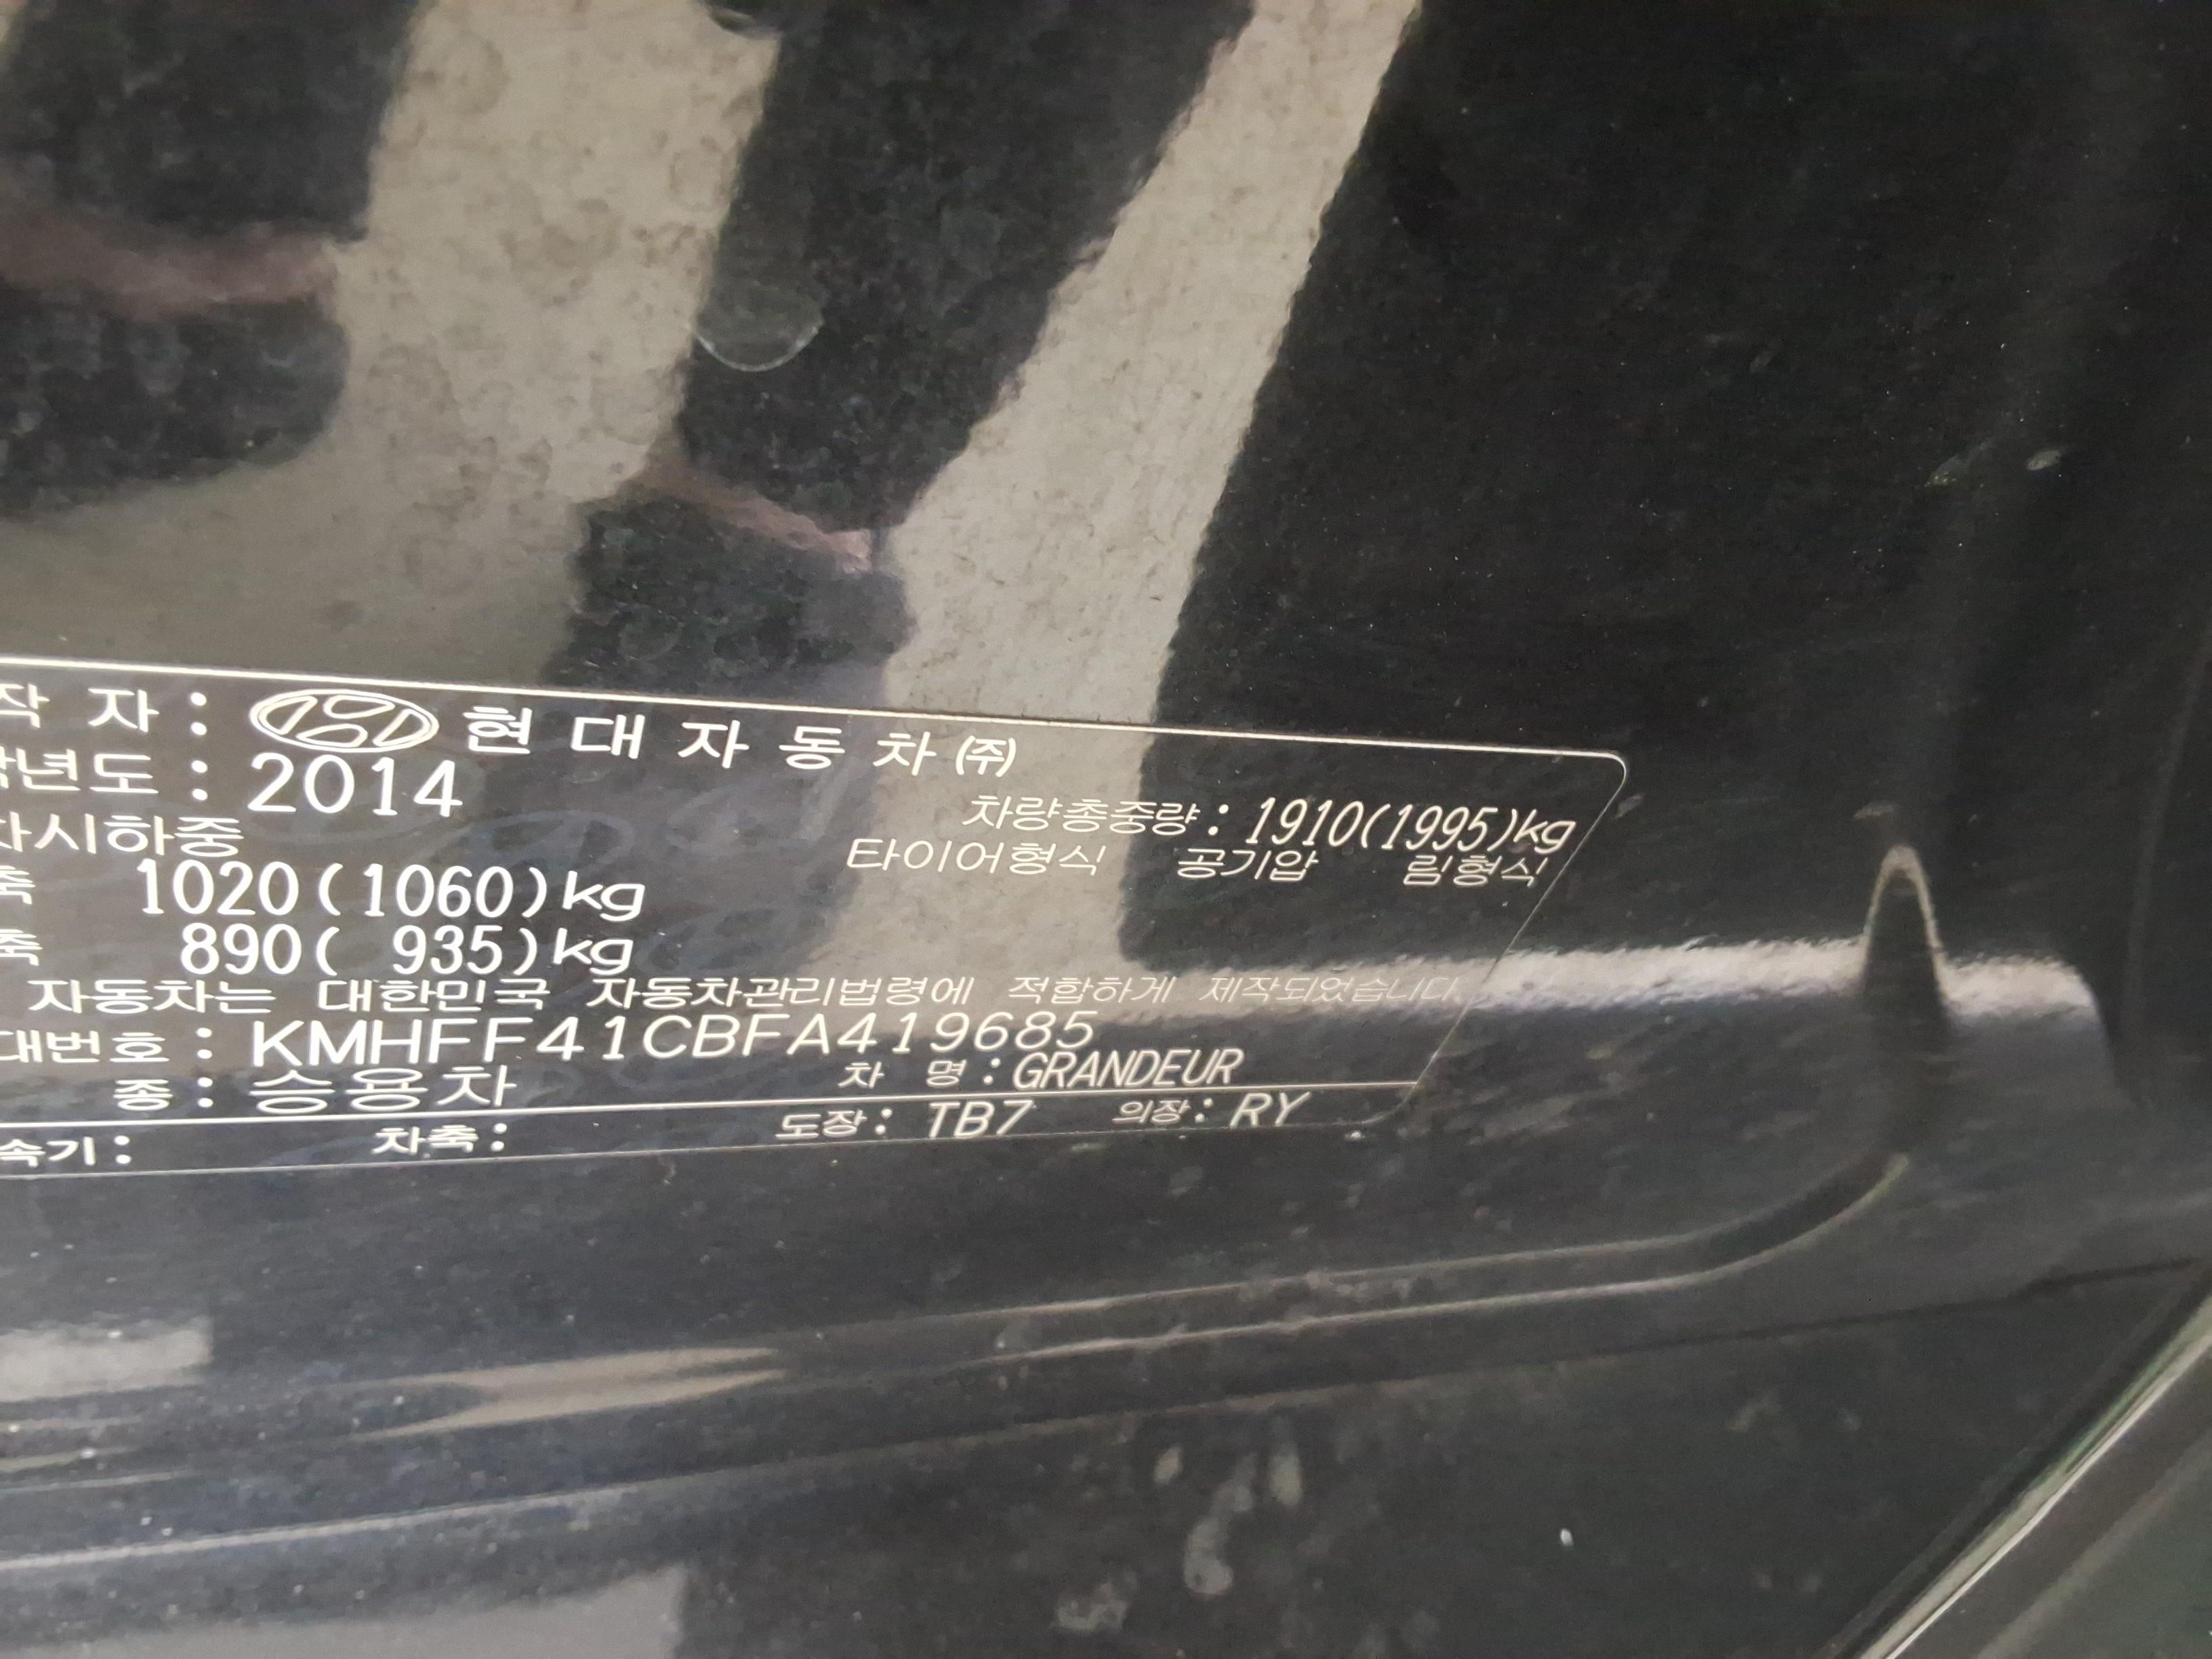 작 자 : 현 대 자 동 차 (주)
작년도 : 2014
차시하중 차량총중량 : 1910(1995)kg
타이어형식 공기압 림형식
축 1020(1060)kg
축 890( 935)kg
자동차는 대한민국 자동차관리법령에 적합하게 제작되었습니다.
대번호 : KMHFF41CBFA419685
종 : 승용차 차 명 : GRANDEUR
속기 : 차축 : 도장 : TB7 의장 : RY